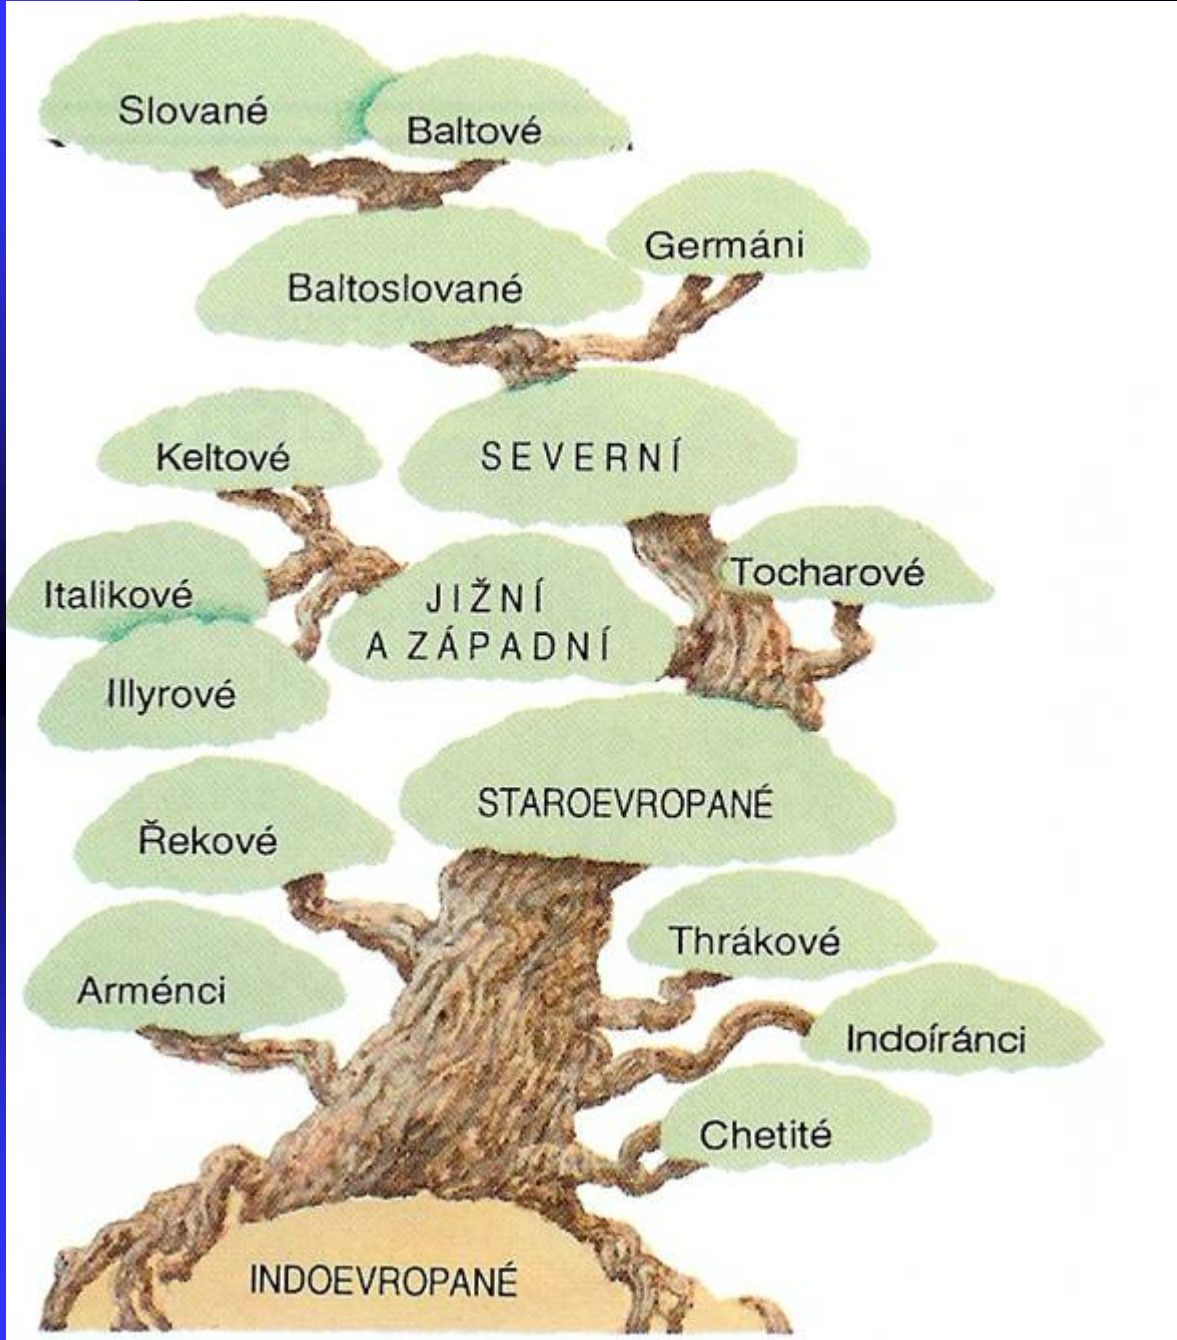 Slované
Baltové
Germáni
Baltoslované
Keltové
SEVERNÍ
Tocharové
Italikové
JIŽNÍ
A ZÁPADNÍ
Illyrové
STAROEVROPANÉ
Řekové
Thrákové
Arménci
Indoíránci
Chetité
INDOEVROPANÉ